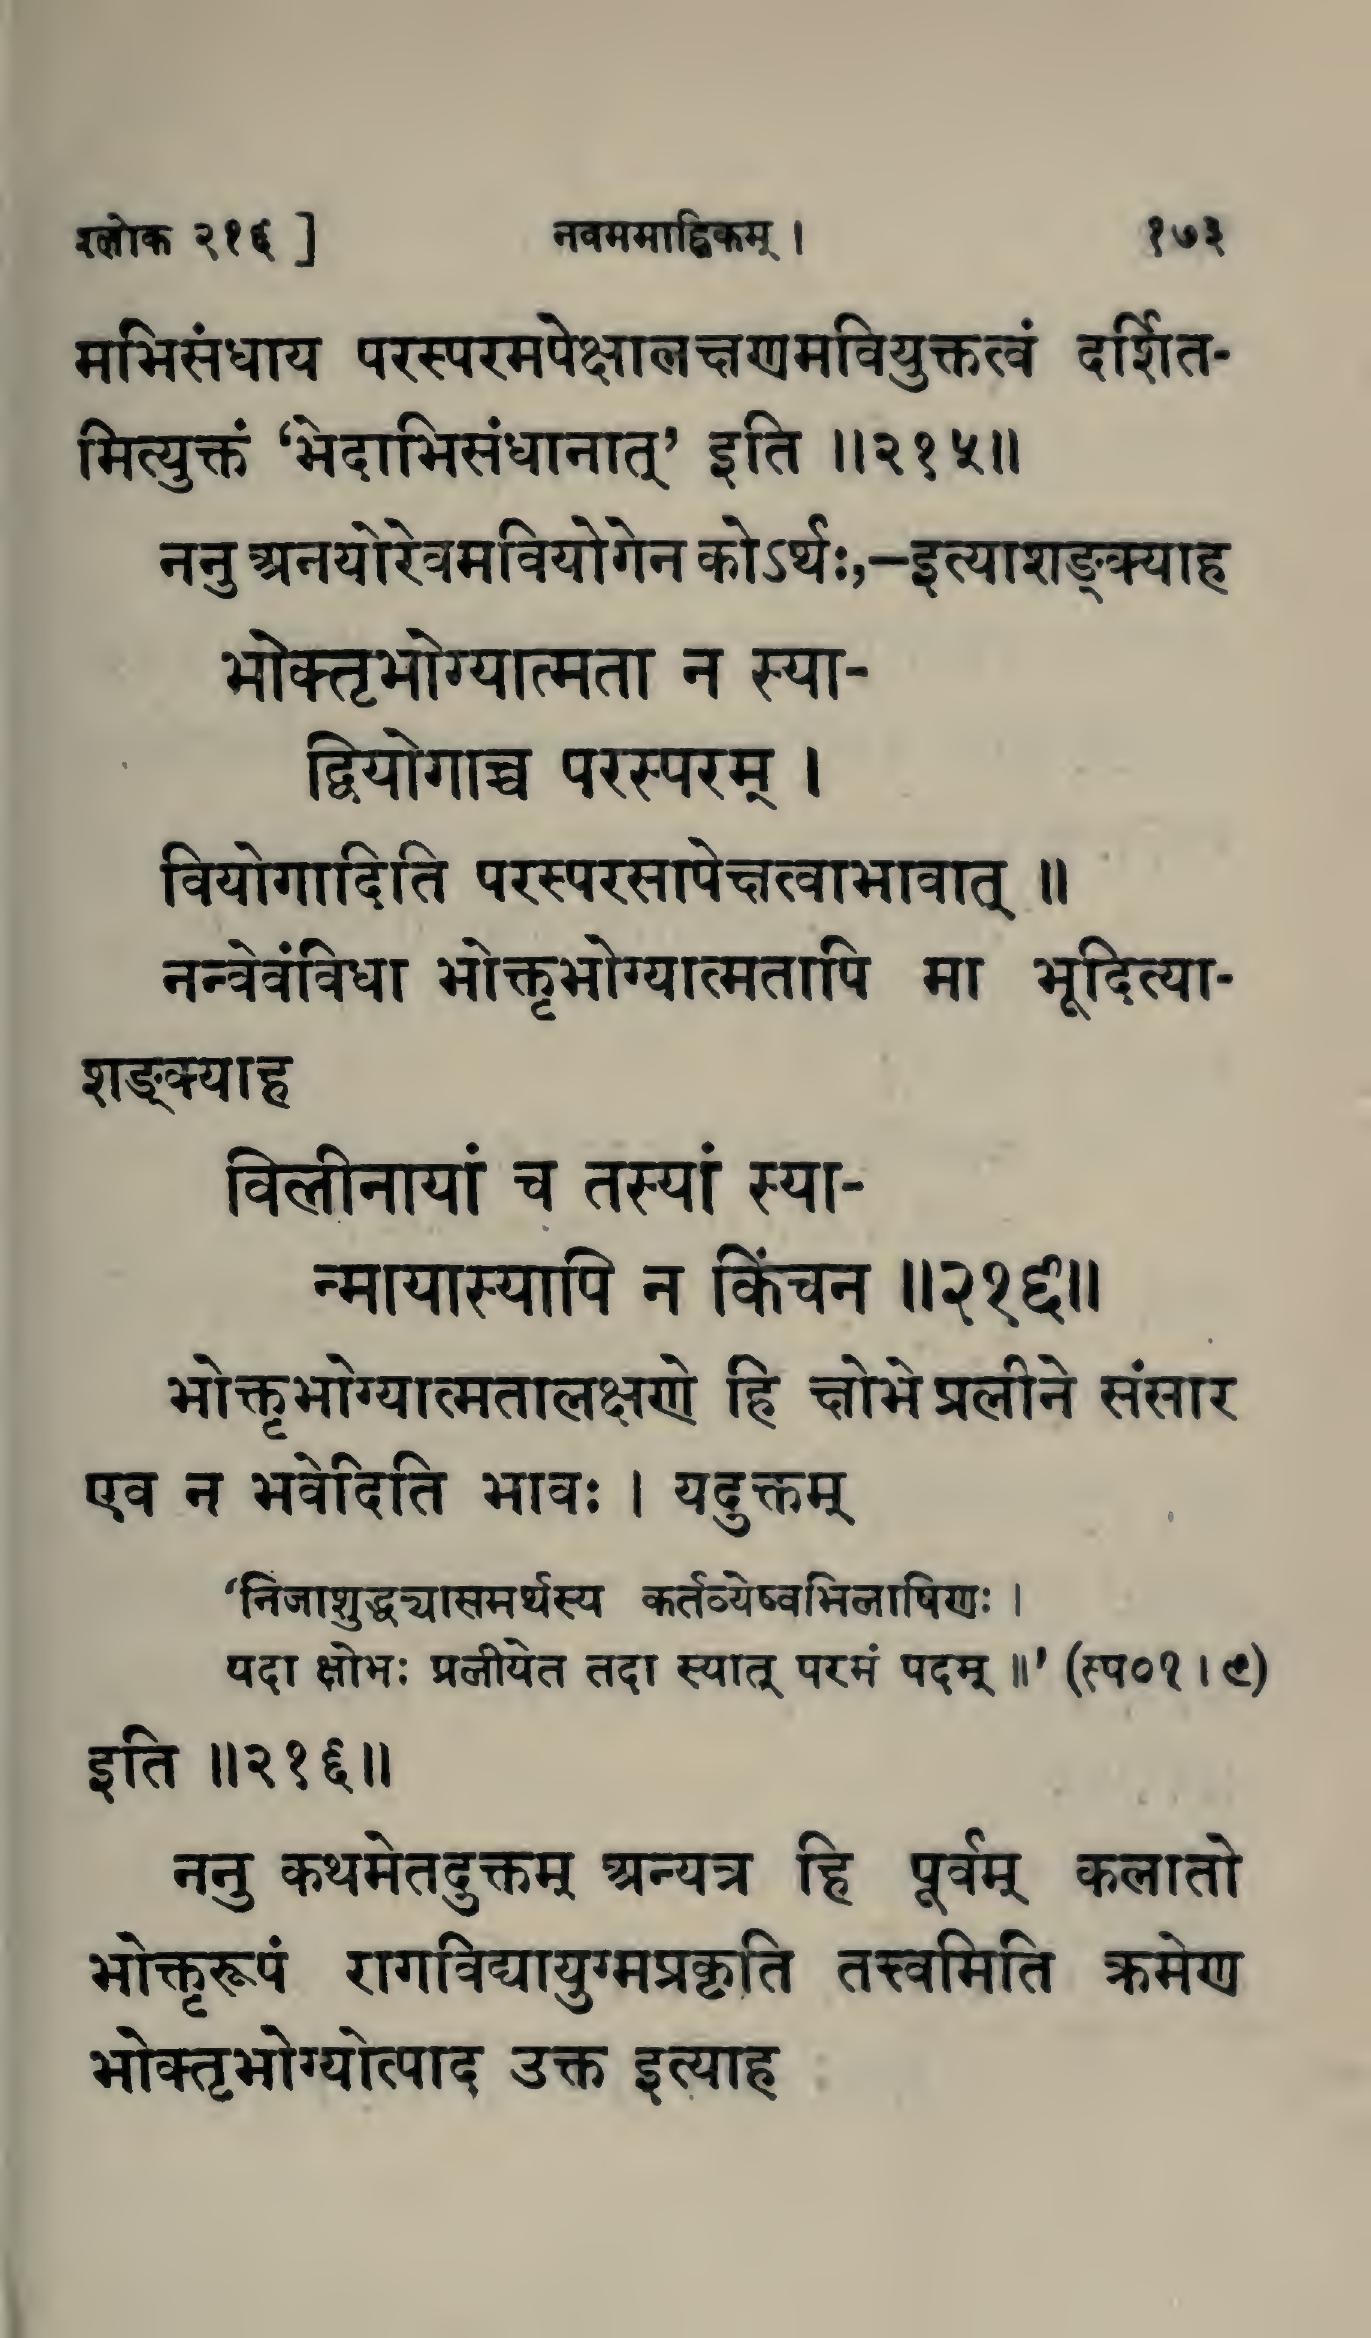 श्लोक २१६ ] नवममाह्निकम् । १७३
मभिसंधाय परस्परमपेक्षालक्षणमवियुक्तत्वं दर्शित-
मित्युक्तं ‘भेदाभिसंधानात्’ इति ॥२१५॥
ननु अनयोरेवमवियोगेन कोऽर्थः,—इत्याशङ्क्याह
भोक्तृभोग्यात्मता न स्या-
द्वियोगाच्च परस्परम् ।
वियोगादिति परस्परसापेक्षत्वाभावात् ॥
नन्वेवंविधा भोक्तृभोग्यात्मतापि मा भूदित्या-
शङ्क्याह
विलीनायां च तस्यां स्या-
न्मायास्यापि न किंचन ॥२१६॥
भोक्तृभोग्यात्मतालक्षणे हि क्षोभे प्रलीने संसार
एव न भवेदिति भावः । यदुक्तम्
‘निजाशुद्ध्यासमर्थस्य कर्तव्येष्वभिलाषिणः ।
यदा क्षोभः प्रलीयेत तदा स्यात् परमं पदम् ॥’ (स्प०१।९)
इति ॥२१६॥
ननु कथमेतदुक्तम् अन्यत्र हि पूर्वम् कलातो
भोक्तृरूपं रागविद्यायुग्मप्रकृति तत्त्वमिति क्रमेण
भोक्तृभोग्योत्पाद उक्त इत्याह